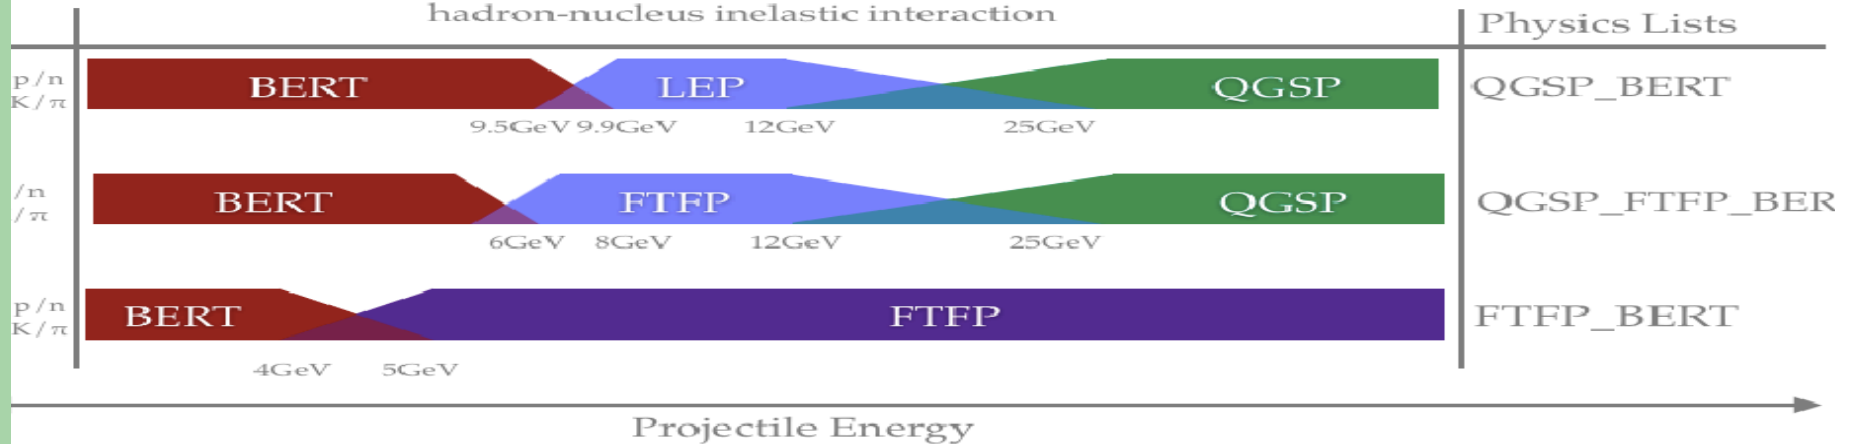 hadron-nucleus inelastic interaction
Physics Lists
p/n
K/π
BERT
LEP
QGSP
QGSP_BERT
9.5GeV 9.9GeV 12GeV 25GeV
/n
/π
BERT
FTFP
QGSP
QGSP_FTFP_BER
6GeV 8GeV 12GeV 25GeV
p/n
K/π
BERT
FTFP
FTFP_BERT
4GeV 5GeV
Projectile Energy